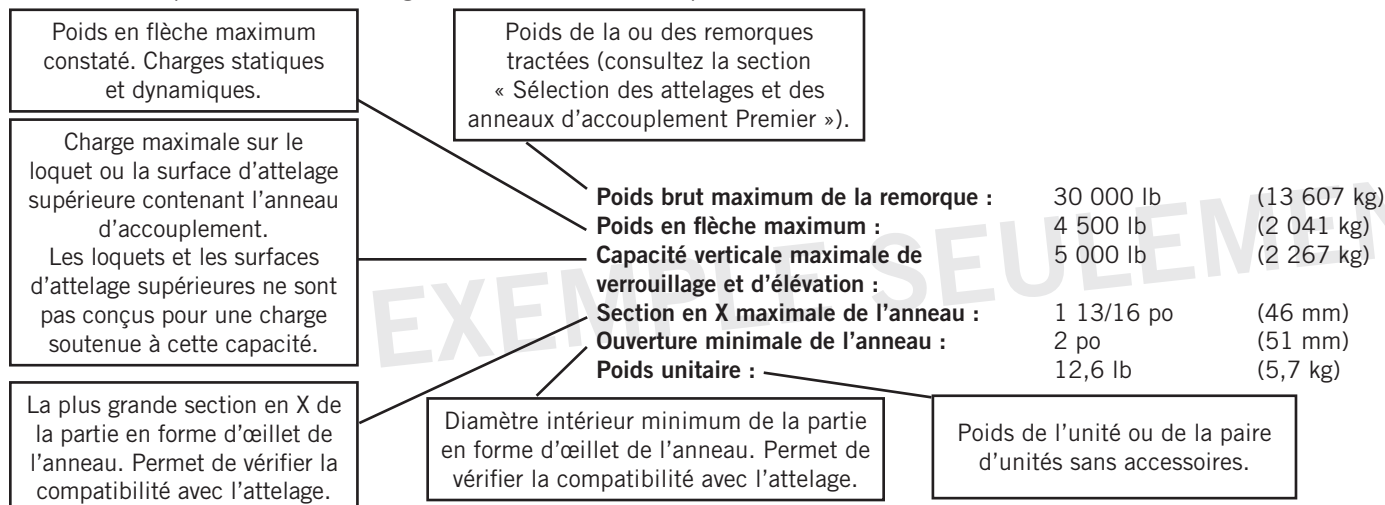 Poids en flèche maximum
constaté. Charges statiques
et dynamiques.
Poids de la ou des remorques
tractées (consultez la section
« Sélection des attelages et des
anneaux d'accouplement Premier »).
Charge maximale sur le
loquet ou la surface d'attelage
supérieure contenant l'anneau
d'accouplement.
Les loquets et les surfaces
d'attelage supérieures ne sont
pas conçus pour une charge
soutenue à cette capacité.
Poids brut maximum de la remorque : 30 000 lb (13 607 kg)
Poids en flèche maximum : 4 500 lb (2 041 kg)
Capacité verticale maximale de 5 000 lb (2 267 kg)
verrouillage et d'élévation :
Section en X maximale de l'anneau : 1 13/16 po (46 mm)
Ouverture minimale de l'anneau : 2 po (51 mm)
Poids unitaire : 12,6 lb (5,7 kg)
EXEMPLE SEULEMEN
La plus grande section en X de
la partie en forme d'œillet de
l'anneau. Permet de vérifier la
compatibilité avec l'attelage.
Diamètre intérieur minimum de la partie
en forme d'œillet de l'anneau. Permet de
vérifier la compatibilité avec l'attelage.
Poids de l'unité ou de la paire
d'unités sans accessoires.